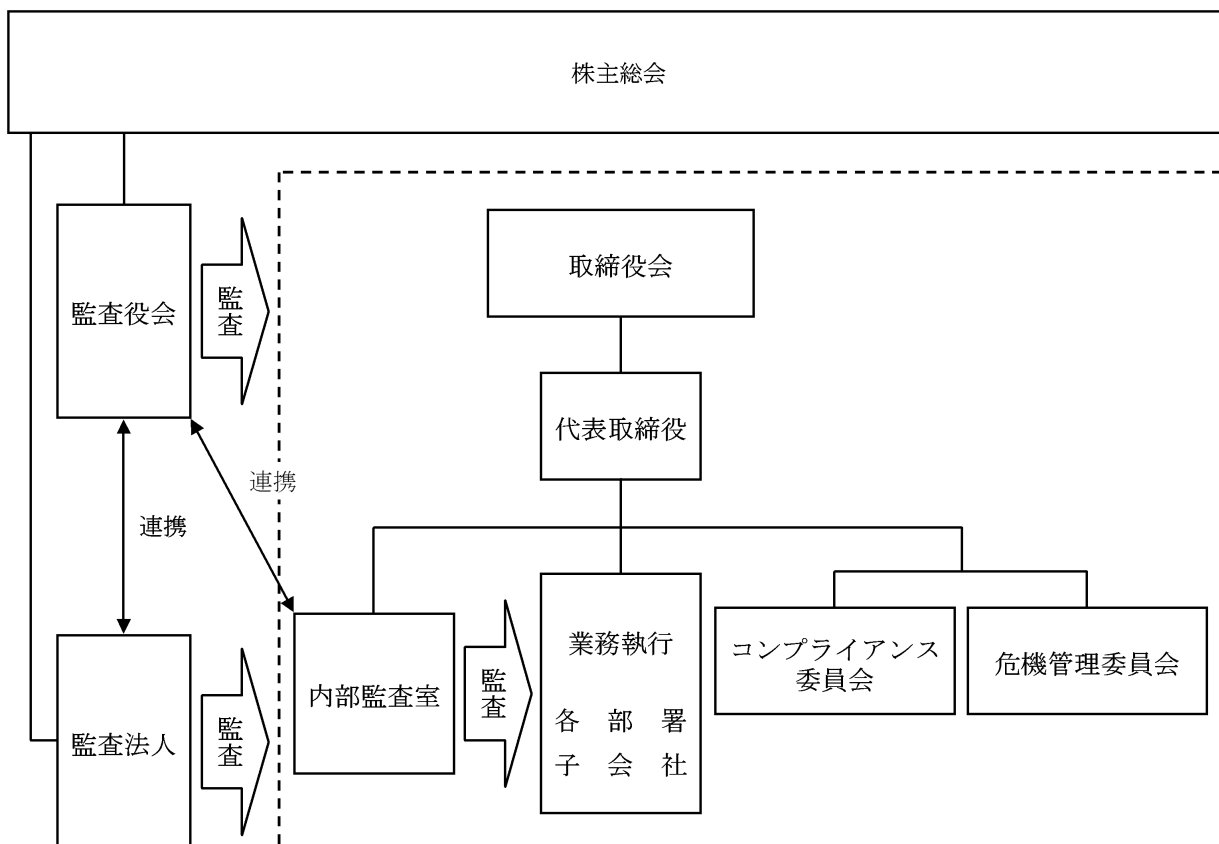 株主総会
取締役会
監査役会
監査
代表取締役
連携
連携
業務執行
各部署
子会社
コンプライアンス
委員会
危機管理委員会
内部監査室
監査
監査法人
監査